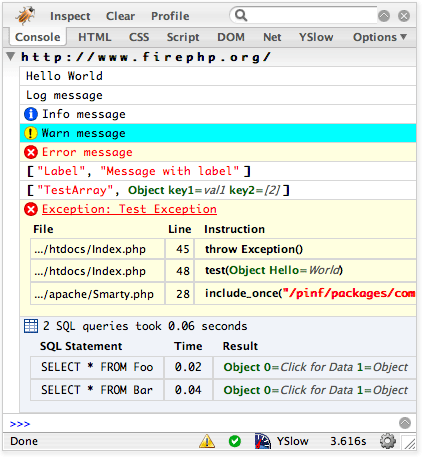 Inspect Clear Profile
Console HTML CSS Script DOM Net YSlow Options
http://www.firephp.org/
Hello World
Log message
Info message
Warn message
Error message
["Label", "Message with label" ]
["TestArray", Object key1=val1 key2=[2]]
Exception: Test Exception
File Line Instruction
.../htdocs/Index.php 45 throw Exception()
.../htdocs/Index.php 48 test(Object Hello=World)
.../apache/Smarty.php 28 include_once("/pinf/packages/com
2 SQL queries took 0.06 seconds
SQL Statement Time Result
SELECT * FROM Foo 0.02 Object 0=Click for Data 1=Object
SELECT * FROM Bar 0.04 Object 0=Click for Data 1=Object
>>>
Done YSlow 3.616s